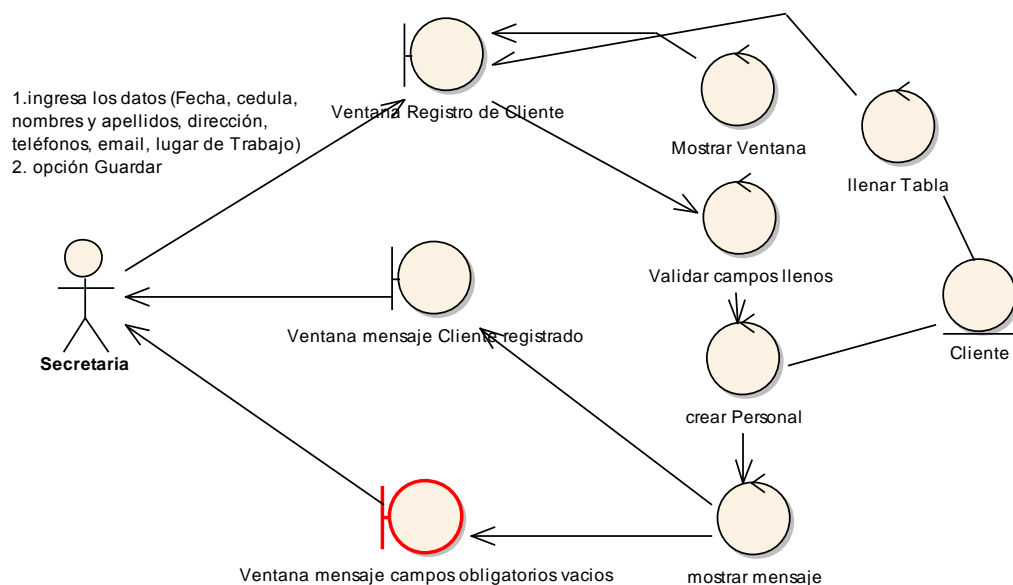 1.ingresa los datos (Fecha, cedula,
nombres y apellidos, dirección,
teléfonos, email, lugar de Trabajo)
2. opción Guardar
Ventana Registro de Cliente
Mostrar Ventana
llenar Tabla
Validar campos llenos
Secretaria
Ventana mensaje Cliente registrado
Cliente
crear Personal
Ventana mensaje campos obligatorios vacios
mostrar mensaje